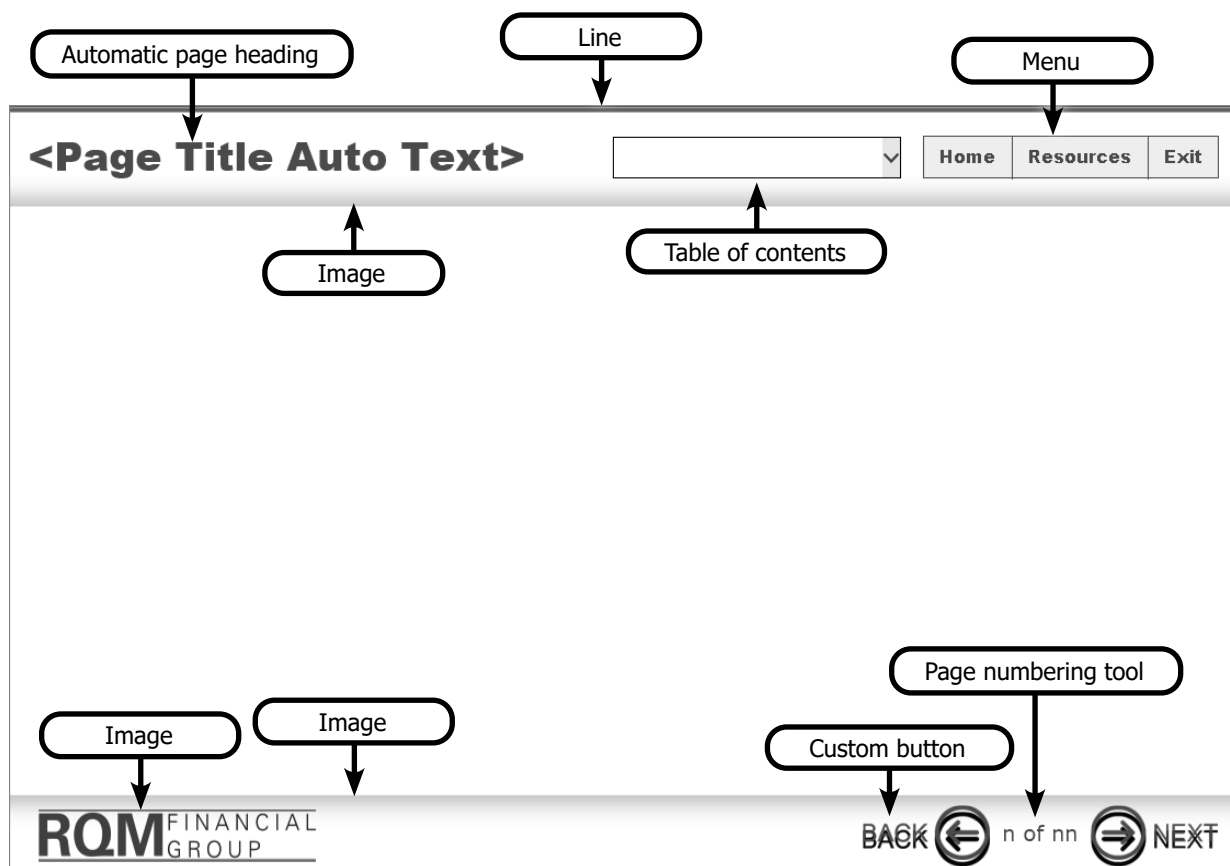 Line
Automatic page heading
Menu
<Page Title Auto Text>
Home Resources Exit
Table of contents
Image
Page numbering tool
Image
Image
Custom button
RQM FINANCIAL GROUP
BACK n of nn NEXT